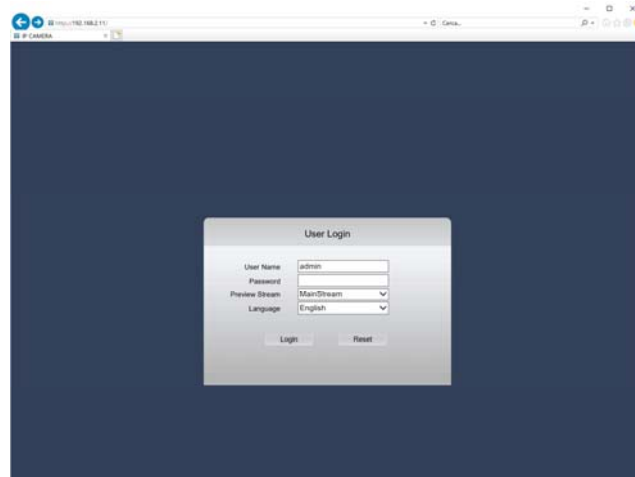 http://192.168.2.11/
Cerca...
IP CAMERA
User Login
User Name admin
Password
Preview Stream MainStream
Language English
Login Reset